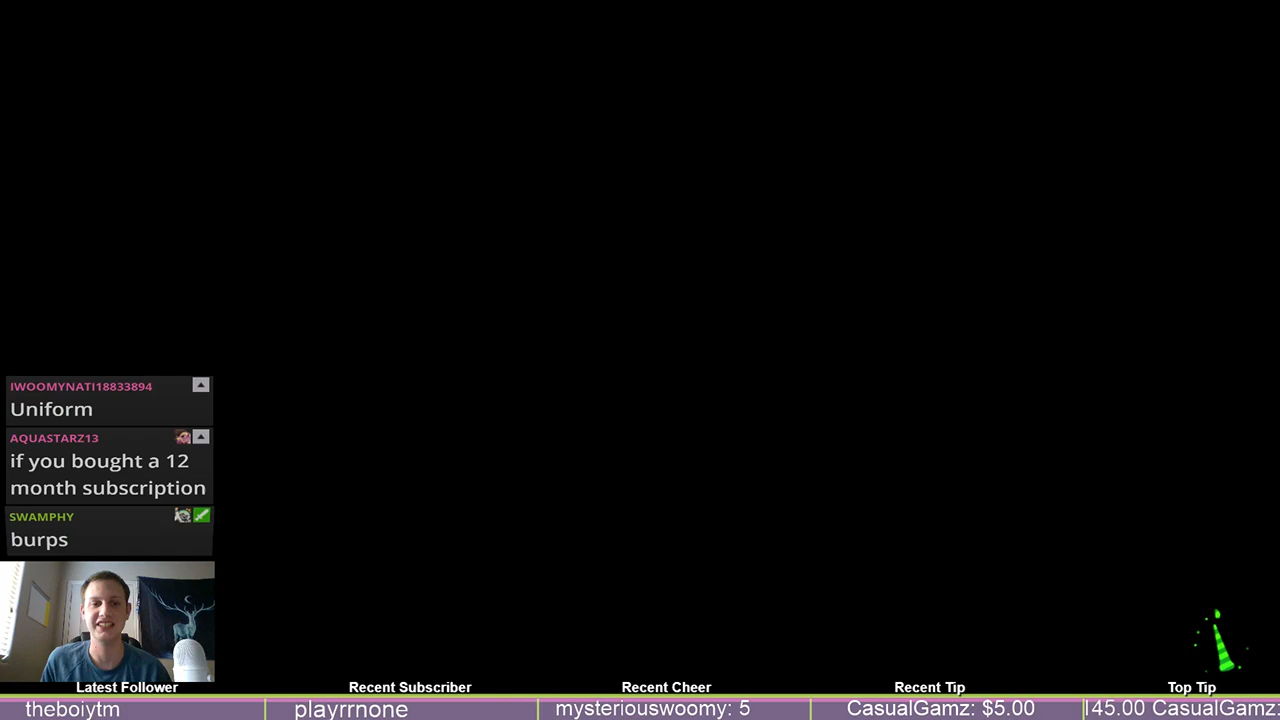 IWOOMYNATI18833894
Uniform
AQUASTARZ13
if you bought a 12
month subscription
SWAMPHY
burps
Latest Follower
Recent Subscriber
Recent Cheer
Recent Tip
Top Tip
theboiytm
playrrnone
mysteriouswoomy: 5
CasualGamz: $5.00
145.00 CasualGamz: